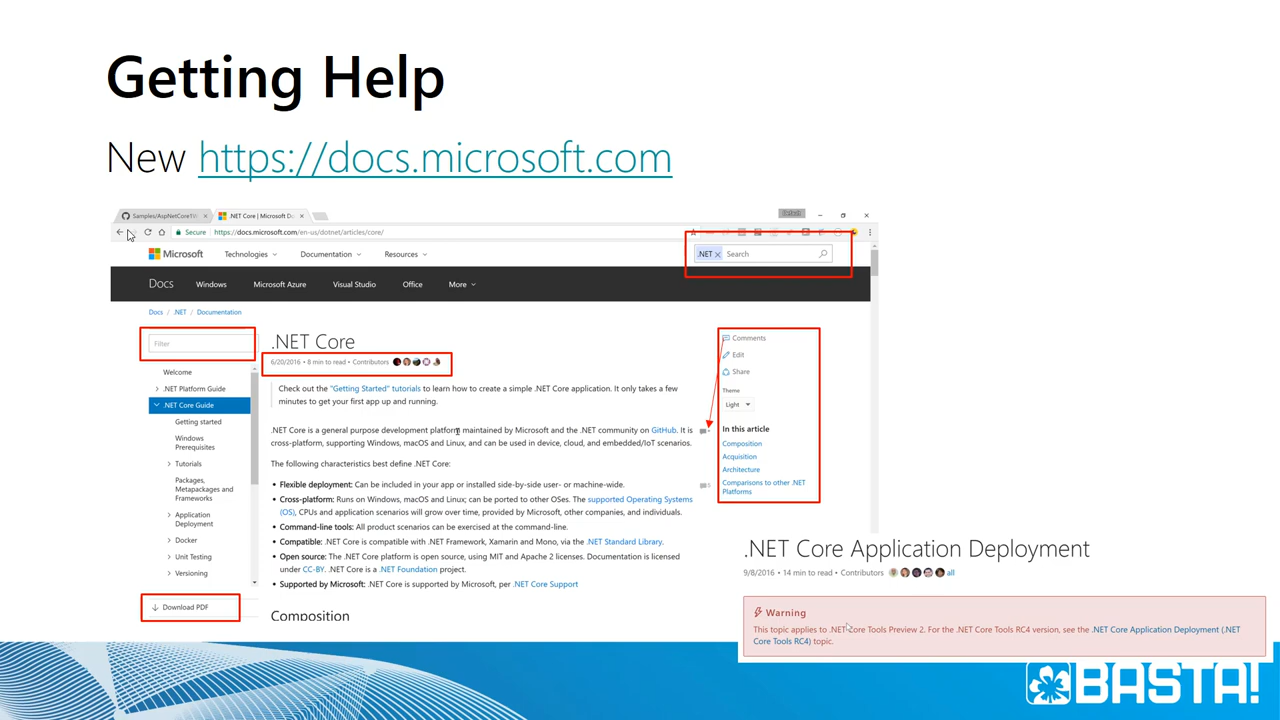 Getting Help
New https://docs.microsoft.com
Samples/AspNetCore1W
.NET Core | Microsoft Do
Secure
https://docs.microsoft.com/en-us/dotnet/articles/core/
Microsoft
Technologies
Documentation
Resources
.NET
Search
Docs
Windows
Microsoft Azure
Visual Studio
Office
More
Docs / .NET / Documentation
Filter
Welcome
.NET Platform Guide
.NET Core Guide
Getting started
Windows
Prerequisites
Tutorials
Packages,
Metapackages and
Frameworks
Application
Deployment
Docker
Unit Testing
Versioning
Download PDF
.NET Core
6/20/2016 • 8 min to read • Contributors
Check out the "Getting Started" tutorials to learn how to create a simple .NET Core application. It only takes a few
minutes to get your first app up and running.
.NET Core is a general purpose development platform maintained by Microsoft and the .NET community on GitHub. It is
cross-platform, supporting Windows, macOS and Linux, and can be used in device, cloud, and embedded/IoT scenarios.
The following characteristics best define .NET Core:
• Flexible deployment: Can be included in your app or installed side-by-side user- or machine-wide.
• Cross-platform: Runs on Windows, macOS and Linux; can be ported to other OSes. The supported Operating Systems
(OS), CPUs and application scenarios will grow over time, provided by Microsoft, other companies, and individuals.
• Command-line tools: All product scenarios can be exercised at the command-line.
• Compatible: .NET Core is compatible with .NET Framework, Xamarin and Mono, via the .NET Standard Library.
• Open source: The .NET Core platform is open source, using MIT and Apache 2 licenses. Documentation is licensed
under CC-BY. .NET Core is a .NET Foundation project.
• Supported by Microsoft: .NET Core is supported by Microsoft, per .NET Core Support
Composition
Comments
Edit
Share
Theme
Light
In this article
Composition
Acquisition
Architecture
Comparisons to other .NET
Platforms
.NET Core Application Deployment
9/8/2016 • 14 min to read • Contributors all
Warning
This topic applies to .NET Core Tools Preview 2. For the .NET Core Tools RC4 version, see the .NET Core Application Deployment (.NET
Core Tools RC4) topic.
BASTA!